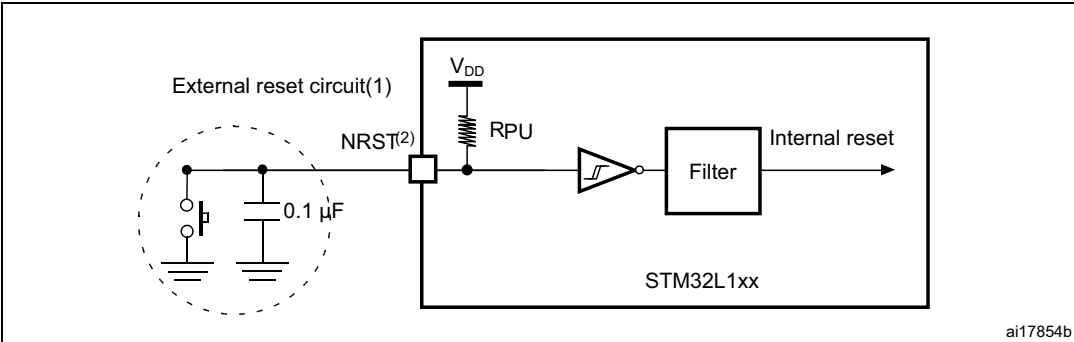 External reset circuit(1)
VDD
NRST(2)
RPU
Internal reset
Filter
0.1 µF
STM32L1xx
ai17854b